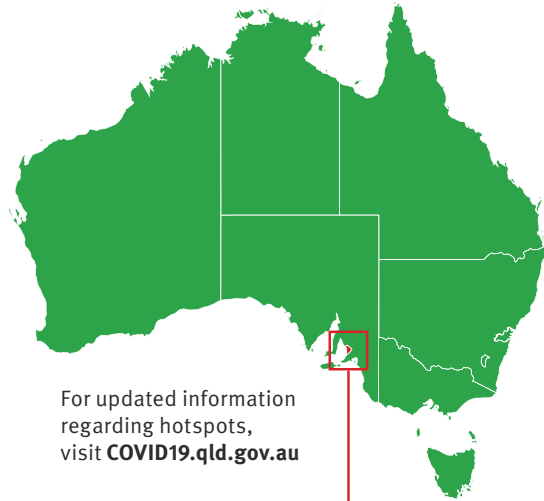 For updated information
regarding hotspots,
visit COVID19.qld.gov.au